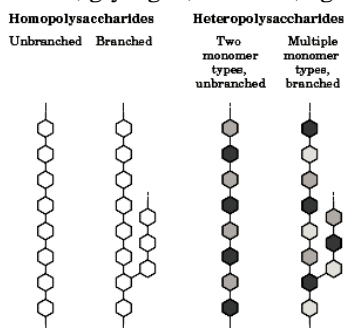 Homopolysaccharides
Unbranched Branched
Heteropolysaccharides
Two
monomer
types,
unbranched
Multiple
monomer
types,
branched